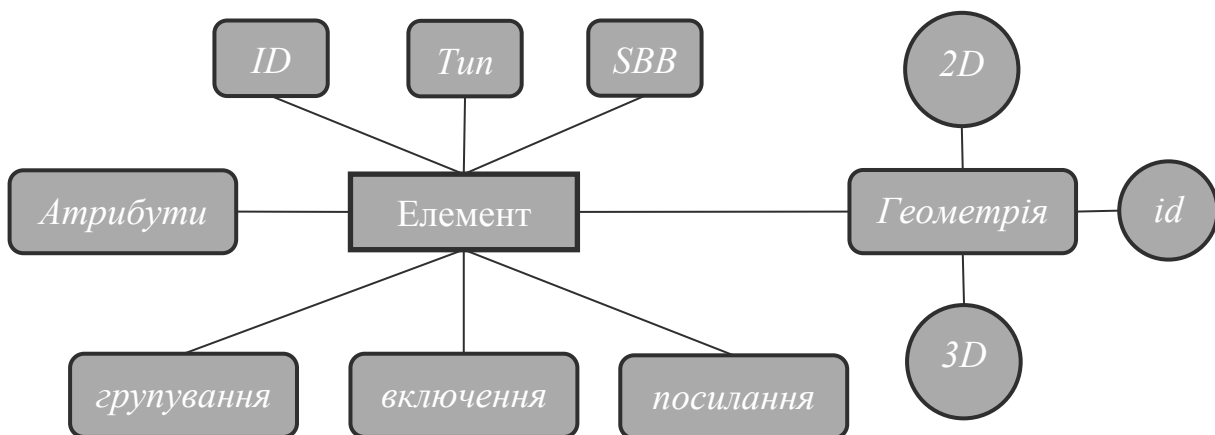 ID
Тип
SBB
2D
Атрибути
Елемент
Геометрія
id
3D
групування
включення
посилання